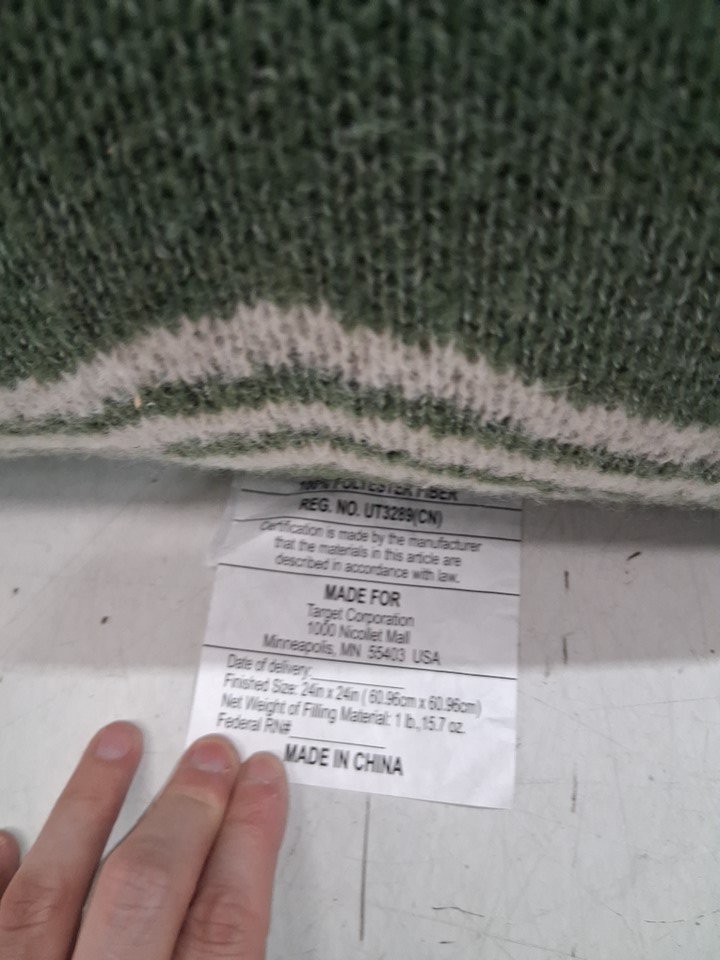 100% POLYESTER FIBER
REG. NO. UT3289(CN)
Certification is made by the manufacturer
that the materials in this article are
described in accordance with law.
MADE FOR
Target Corporation
1000 Nicollet Mall
Minneapolis, MN 55403 USA
Date of delivery:
Finished Size: 24in x 24in ( 60.96cm x 60.96cm)
Net Weight of Filling Material: 1 lb.,15.7 oz.
Federal RN#
MADE IN CHINA